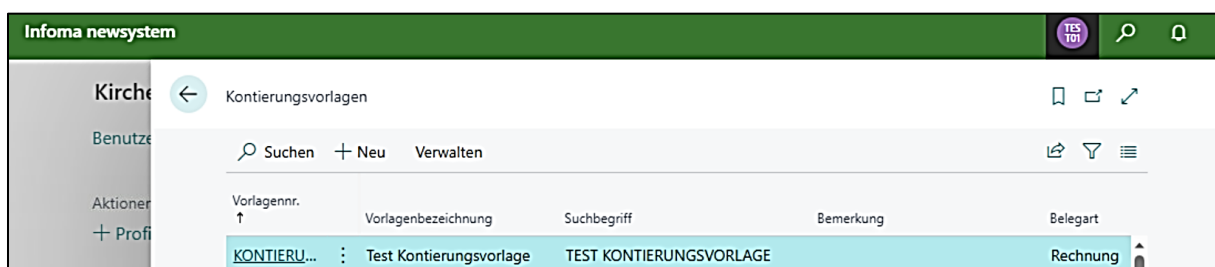 Infoma newsystem
TES
T01
Kirche
Kontierungsvorlagen
Benutze
Suchen + Neu Verwalten
Aktionen
+ Profi
Vorlagennr.
↑ Vorlagenbezeichnung Suchbegriff Bemerkung Belegart
KONTIERU... Test Kontierungsvorlage TEST KONTIERUNGSVORLAGE Rechnung